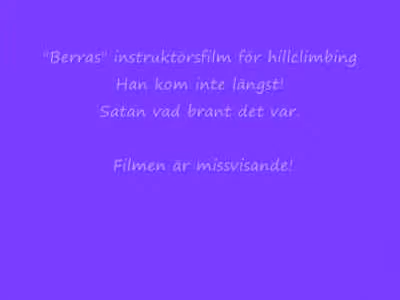 "Berras" instruktörsfilm för hillclimbing
Han kom inte längst!
Satan vad brant det var.
Filmen är missvisande!